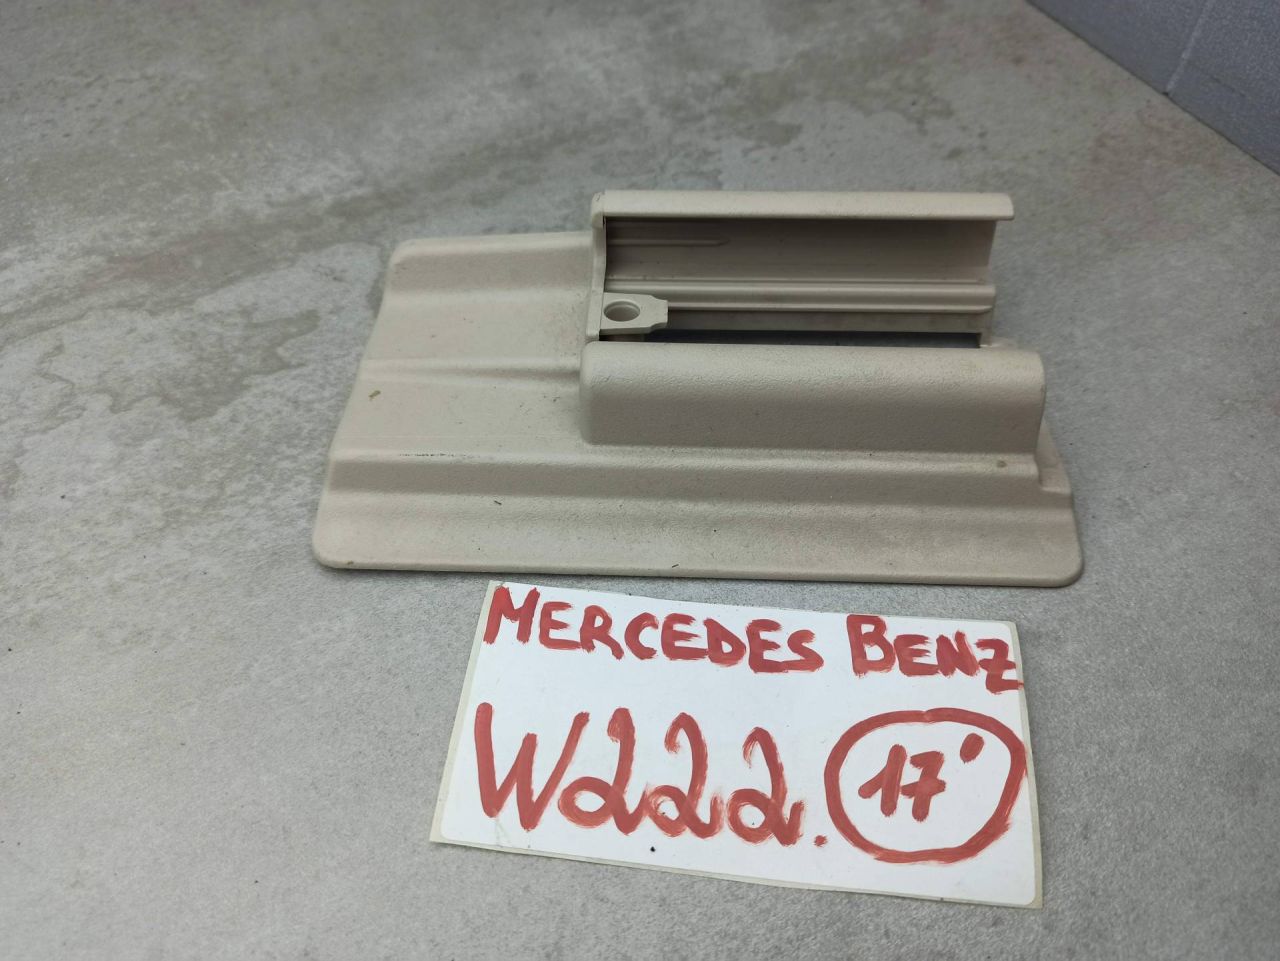 MERCEDES BENZ
W222. 17'